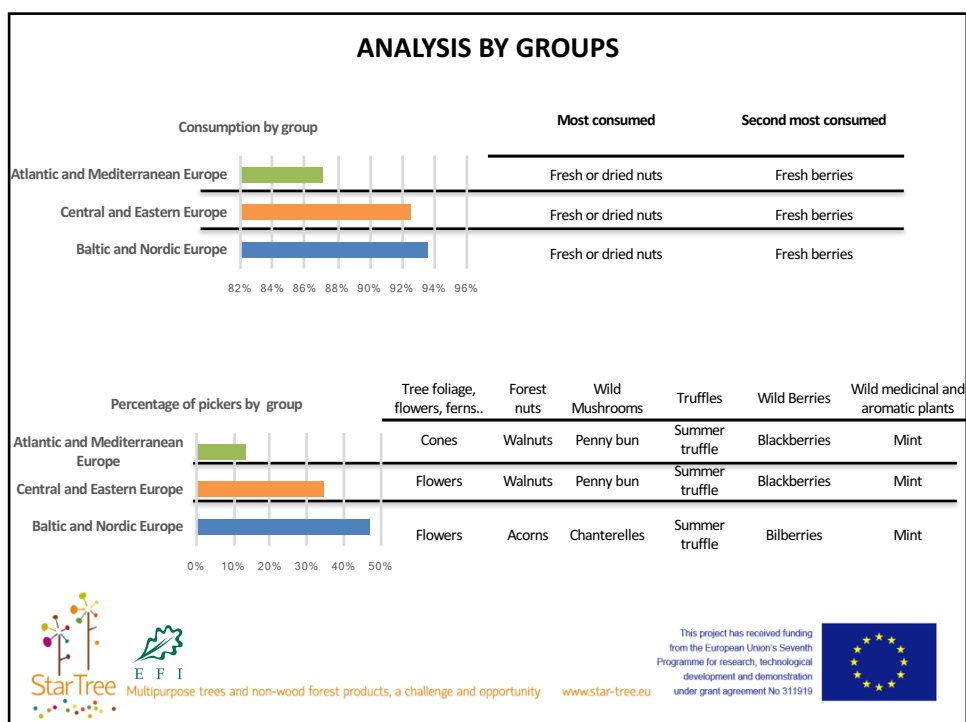 ANALYSIS BY GROUPS
Consumption by group
Most consumed
Second most consumed
Atlantic and Mediterranean Europe
Fresh or dried nuts
Fresh berries
Central and Eastern Europe
Fresh or dried nuts
Fresh berries
Baltic and Nordic Europe
Fresh or dried nuts
Fresh berries
82% 84% 86% 88% 90% 92% 94% 96%
Percentage of pickers by group
Tree foliage,
flowers, ferns..
Forest
nuts
Wild
Mushrooms
Truffles
Wild Berries
Wild medicinal and
aromatic plants
Atlantic and Mediterranean
Europe
Cones
Walnuts
Penny bun
Summer
truffle
Blackberries
Mint
Central and Eastern Europe
Flowers
Walnuts
Penny bun
Summer
truffle
Blackberries
Mint
Baltic and Nordic Europe
Flowers
Acorns
Chanterelles
Summer
truffle
Bilberries
Mint
0% 10% 20% 30% 40% 50%
StarTree
EFI
Multipurpose trees and non-wood forest products, a challenge and opportunity
www.star-tree.eu
This project has received funding
from the European Union's Seventh
Programme for research, technological
development and demonstration
under grant agreement No 311919